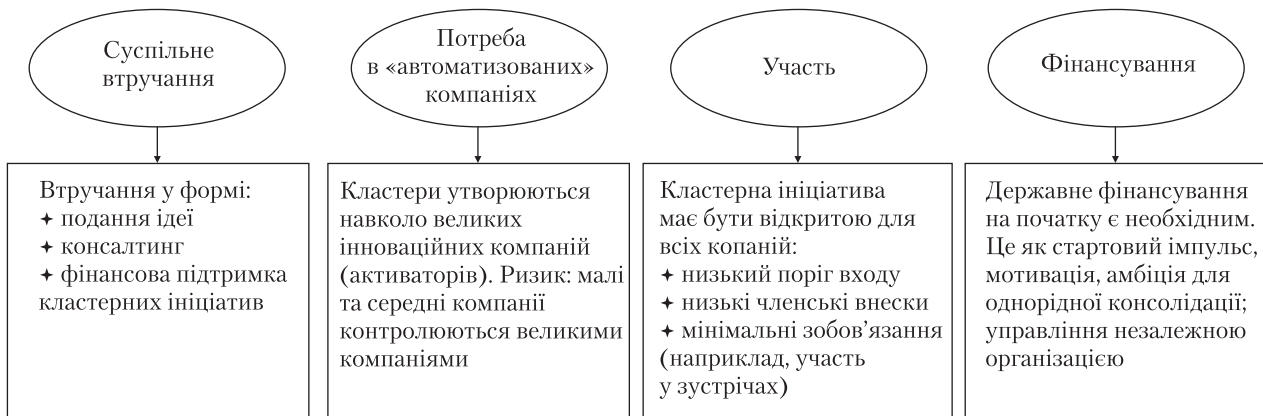 Суспільне
втручання
Втручання у формі:
✦ подання ідеї
✦ консалтинг
✦ фінансова підтримка
кластерних ініціатив
Потреба
в «автоматизованих»
компаніях
Кластери утворюються
навколо великих
інноваційних компаній
(активаторів). Ризик: малі
та середні компанії
контролюються великими
компаніями
Участь
Кластерна ініціатива
має бути відкритою для
всіх копаній:
✦ низький поріг входу
✦ низькі членські внески
✦ мінімальні зобов’язання
(наприклад, участь
у зустрічах)
Фінансування
Державне фінансування
на початку є необхідним.
Це як стартовий імпульс,
мотивація, амбіція для
однорідної консолідації;
управління незалежною
організацією